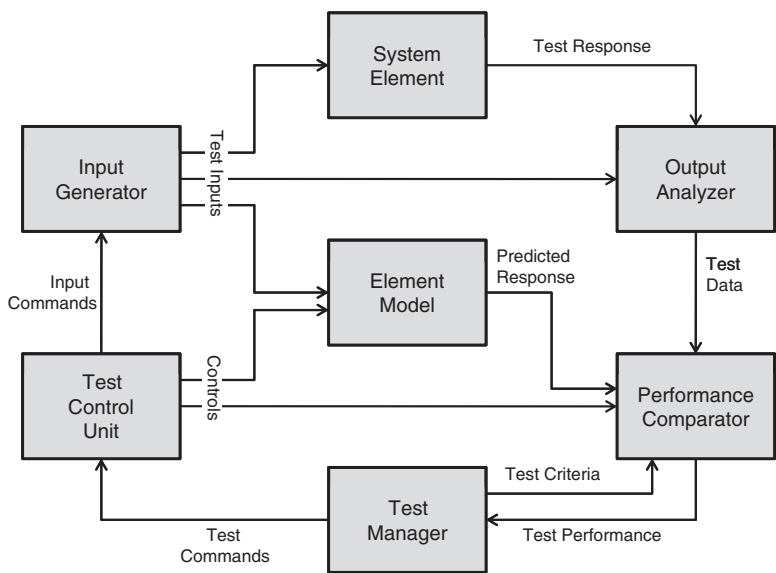 System
Element
Test Response
Input
Generator
Test Inputs
Output
Analyzer
Input
Commands
Element
Model
Predicted
Response
Test
Data
Test
Control
Unit
Controls
Performance
Comparator
Test
Manager
Test Criteria
Test
Commands
Test Performance